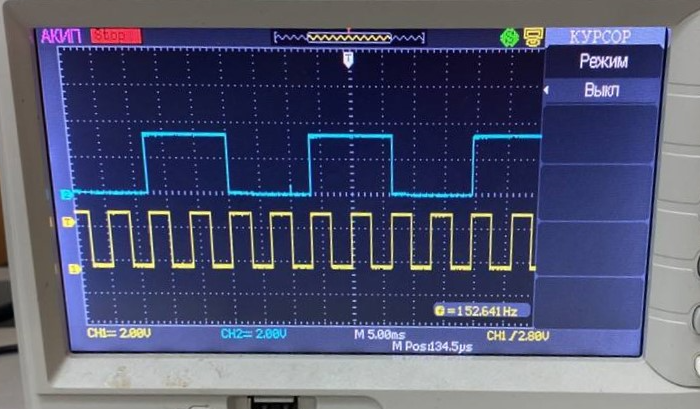 АКИП Stop КУРСОР
Режим
Выкл
T
2
T
1
=152.641Hz
CH1= 2.00V CH2= 2.00V M 5.00ms CH1 / 2.80V
M Pos:134.5µs